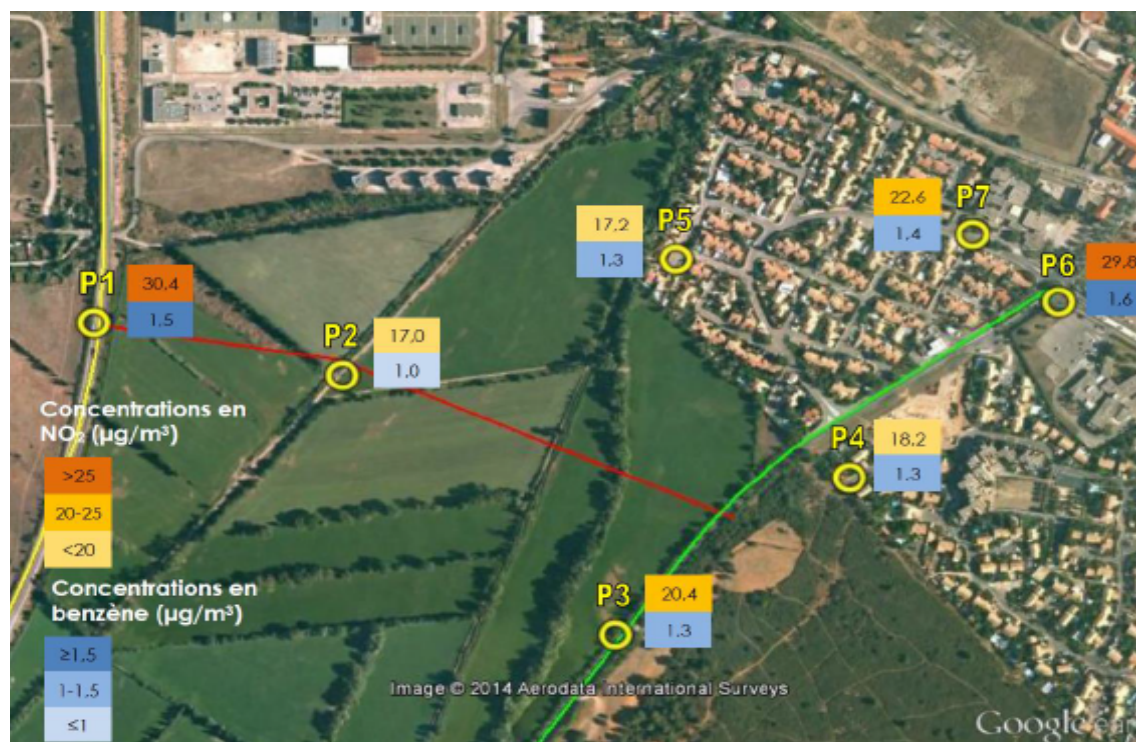 P7
22,6
1,4
P5
17,2
1,3
P6
29,8
1,6
P1
30,4
1,5
P2
17,0
1,0
Concentrations en
NO₂ (µg/m³)
>25
20-25
<20
P4
18,2
1,3
Concentrations en
benzène (µg/m³)
≥1,5
1-1,5
≤1
P3
20,4
1,3
Image © 2014 Aerodata International Surveys
Google ear